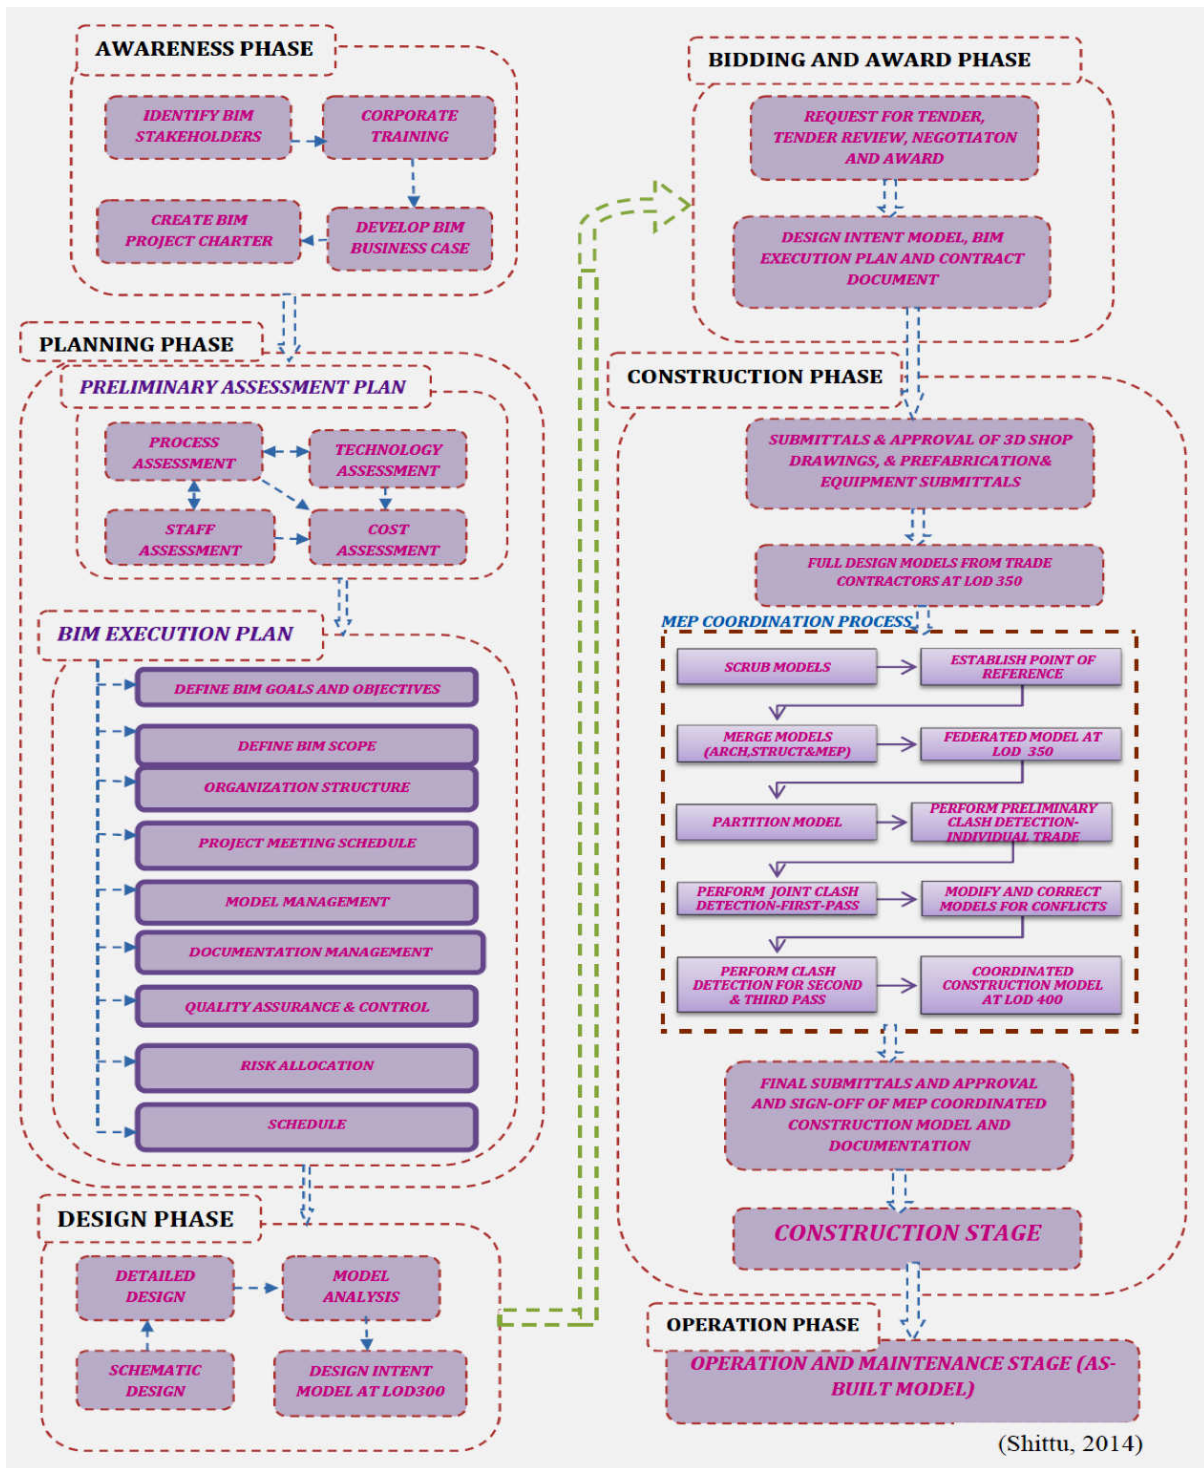 AWARENESS PHASE
IDENTIFY BIM
STAKEHOLDERS
CORPORATE
TRAINING
CREATE BIM
PROJECT CHARTER
DEVELOP BIM
BUSINESS CASE
PLANNING PHASE
PRELIMINARY ASSESSMENT PLAN
PROCESS
ASSESSMENT
TECHNOLOGY
ASSESSMENT
STAFF
ASSESSMENT
COST
ASSESSMENT
BIM EXECUTION PLAN
DEFINE BIM GOALS AND OBJECTIVES
DEFINE BIM SCOPE
ORGANIZATION STRUCTURE
PROJECT MEETING SCHEDULE
MODEL MANAGEMENT
DOCUMENTATION MANAGEMENT
QUALITY ASSURANCE & CONTROL
RISK ALLOCATION
SCHEDULE
DESIGN PHASE
DETAILED
DESIGN
MODEL
ANALYSIS
SCHEMATIC
DESIGN
DESIGN INTENT
MODEL AT LOD300
BIDDING AND AWARD PHASE
REQUEST FOR TENDER,
TENDER REVIEW, NEGOTIATON
AND AWARD
DESIGN INTENT MODEL, BIM
EXECUTION PLAN AND CONTRACT
DOCUMENT
CONSTRUCTION PHASE
SUBMITTALS & APPROVAL OF 3D SHOP
DRAWINGS, & PREFABRICATION&
EQUIPMENT SUBMITTALS
FULL DESIGN MODELS FROM TRADE
CONTRACTORS AT LOD 350
MEP COORDINATION PROCESS
SCRUB MODELS
ESTABLISH POINT OF
REFERENCE
MERGE MODELS
(ARCH,STRUCT&MEP)
FEDERATED MODEL AT
LOD 350
PARTITION MODEL
PERFORM PRELIMINARY
CLASH DETECTION-
INDIVIDUAL TRADE
PERFORM JOINT CLASH
DETECTION-FIRST-PASS
MODIFY AND CORRECT
MODELS FOR CONFLICTS
PERFORM CLASH
DETECTION FOR SECOND
& THIRD PASS
COORDINATED
CONSTRUCTION MODEL
AT LOD 400
FINAL SUBMITTALS AND APPROVAL
AND SIGN-OFF OF MEP COORDINATED
CONSTRUCTION MODEL AND
DOCUMENTATION
CONSTRUCTION STAGE
OPERATION PHASE
OPERATION AND MAINTENANCE STAGE (AS-
BUILT MODEL)
(Shittu, 2014)